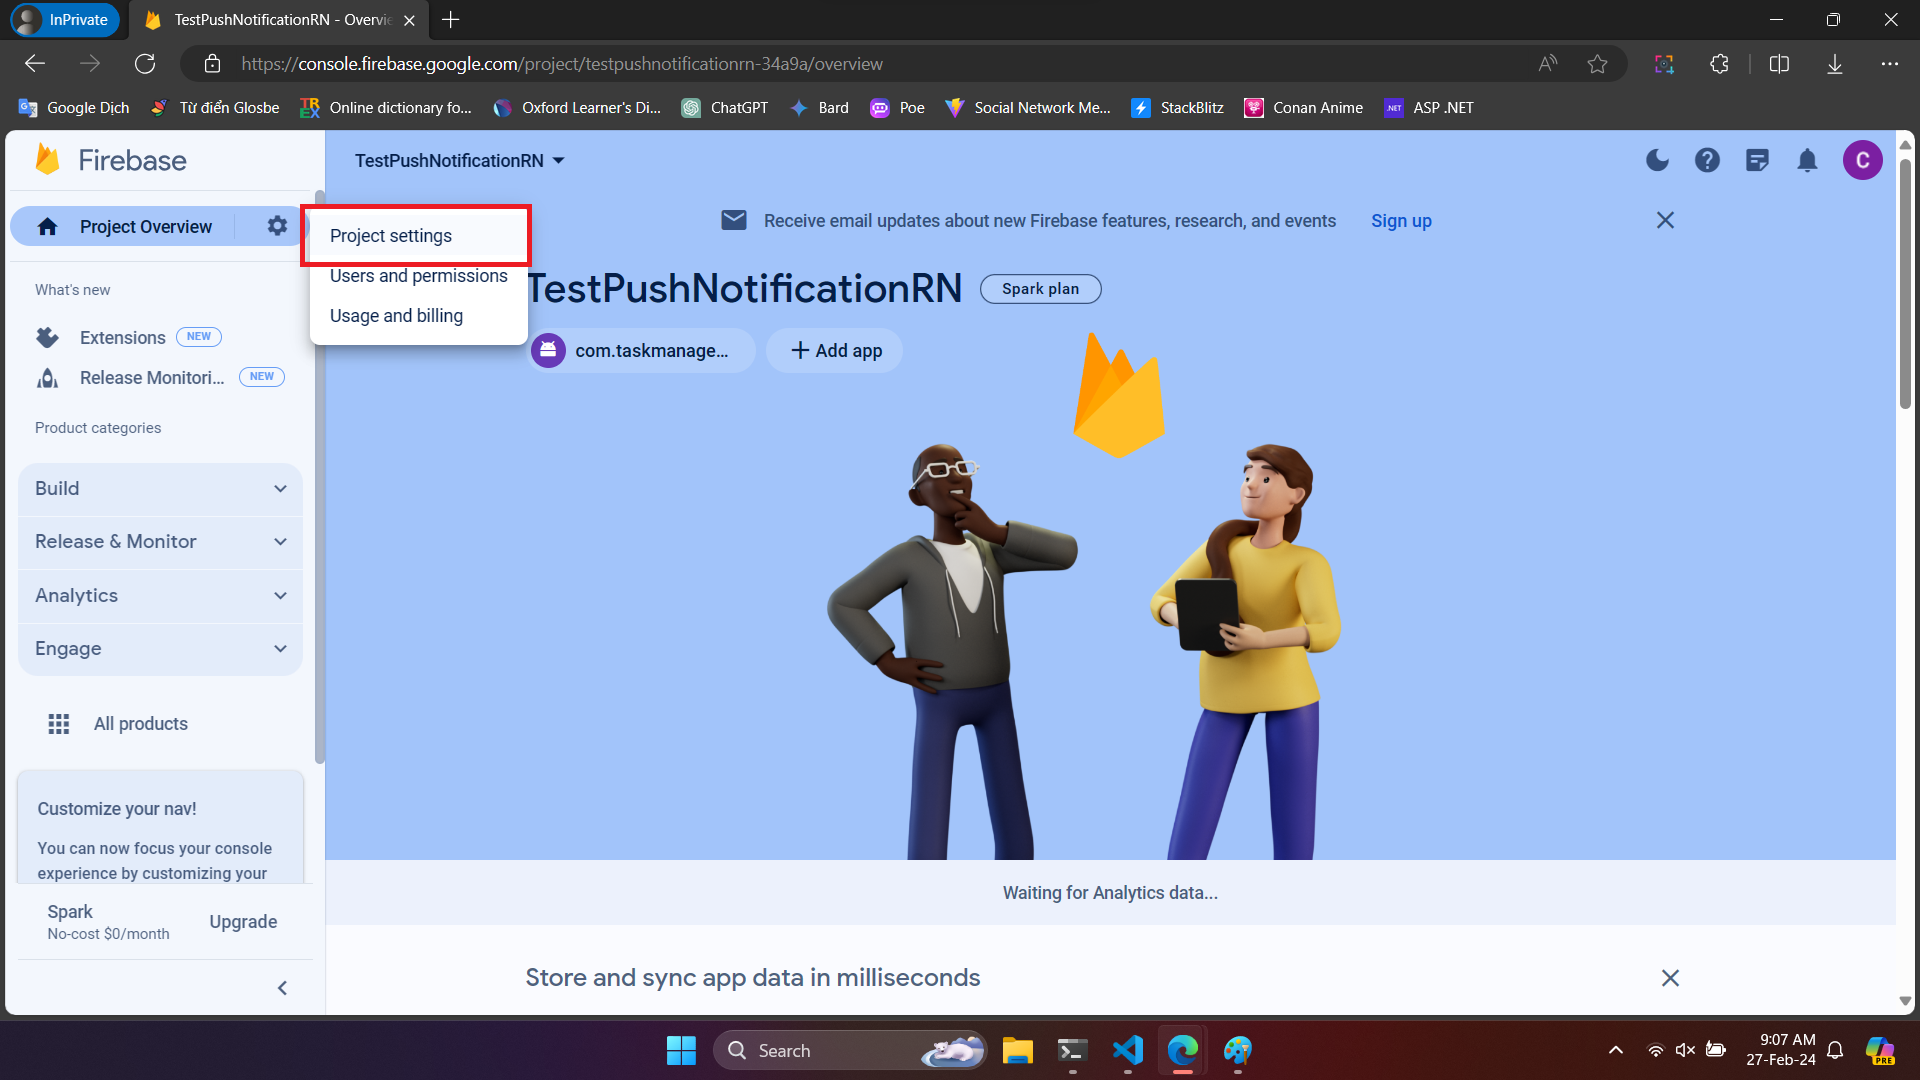 InPrivate
TestPushNotificationRN - Overvie
https://console.firebase.google.com/project/testpushnotificationrn-34a9a/overview
Google Dịch
Từ điển Glosbe
TR
EX
Online dictionary fo...
Oxford Learner's Di...
ChatGPT
Bard
Poe
Social Network Me...
StackBlitz
Conan Anime
.NET
ASP .NET
Firebase
TestPushNotificationRN
C
Project Overview
Project settings
Users and permissions
Usage and billing
Receive email updates about new Firebase features, research, and events
Sign up
TestPushNotificationRN
Spark plan
com.taskmanage...
Add app
What's new
Extensions
NEW
Release Monitori...
NEW
Product categories
Build
Release & Monitor
Analytics
Engage
All products
Customize your nav!
You can now focus your console
experience by customizing your
Spark
No-cost $0/month
Upgrade
Waiting for Analytics data...
Store and sync app data in milliseconds
Search
9:07 AM
27-Feb-24
PRE